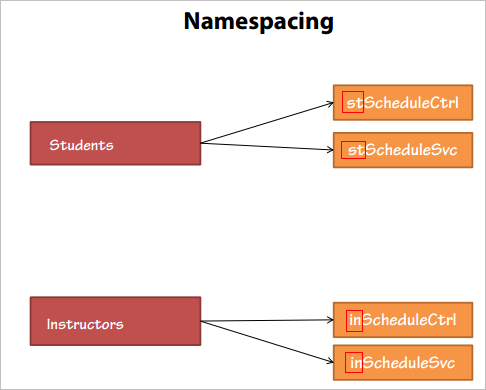 Namespacing
stScheduleCtrl
Students
stScheduleSvc
Instructors
inScheduleCtrl
inScheduleSvc